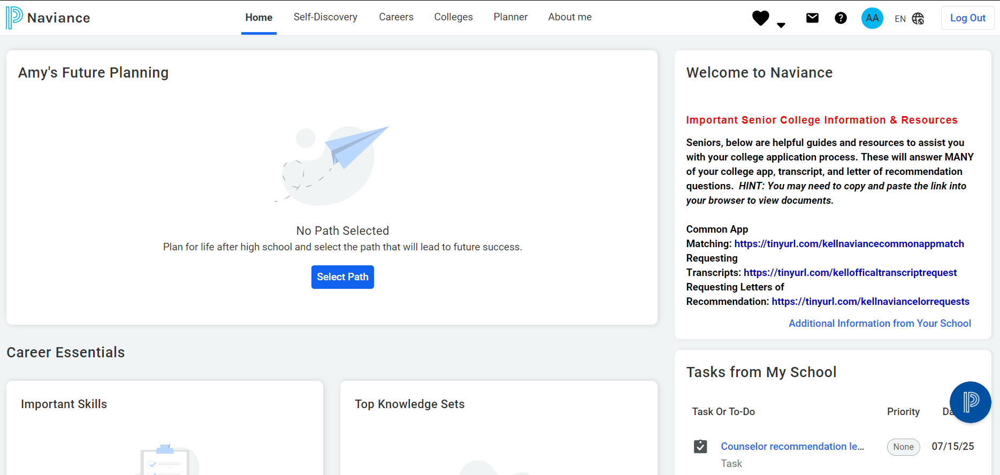 Naviance
Home
Self-Discovery
Careers
Colleges
Planner
About me
AA
EN
Log Out
Amy's Future Planning
No Path Selected
Plan for life after high school and select the path that will lead to future success.
Select Path
Career Essentials
Important Skills
Top Knowledge Sets
Welcome to Naviance
Important Senior College Information & Resources
Seniors, below are helpful guides and resources to assist you
with your college application process. These will answer MANY
of your college app, transcript, and letter of recommendation
questions. HINT: You may need to copy and paste the link into
your browser to view documents.
Common App
Matching: https://tinyurl.com/kellnaviancecommonappmatch
Requesting
Transcripts: https://tinyurl.com/kellofficaltranscriptrequest
Requesting Letters of
Recommendation: https://tinyurl.com/kellnaviancelorrequests
Additional Information from Your School
Tasks from My School
Task Or To-Do
Priority
Counselor recommendation le...
None
07/15/25
Task